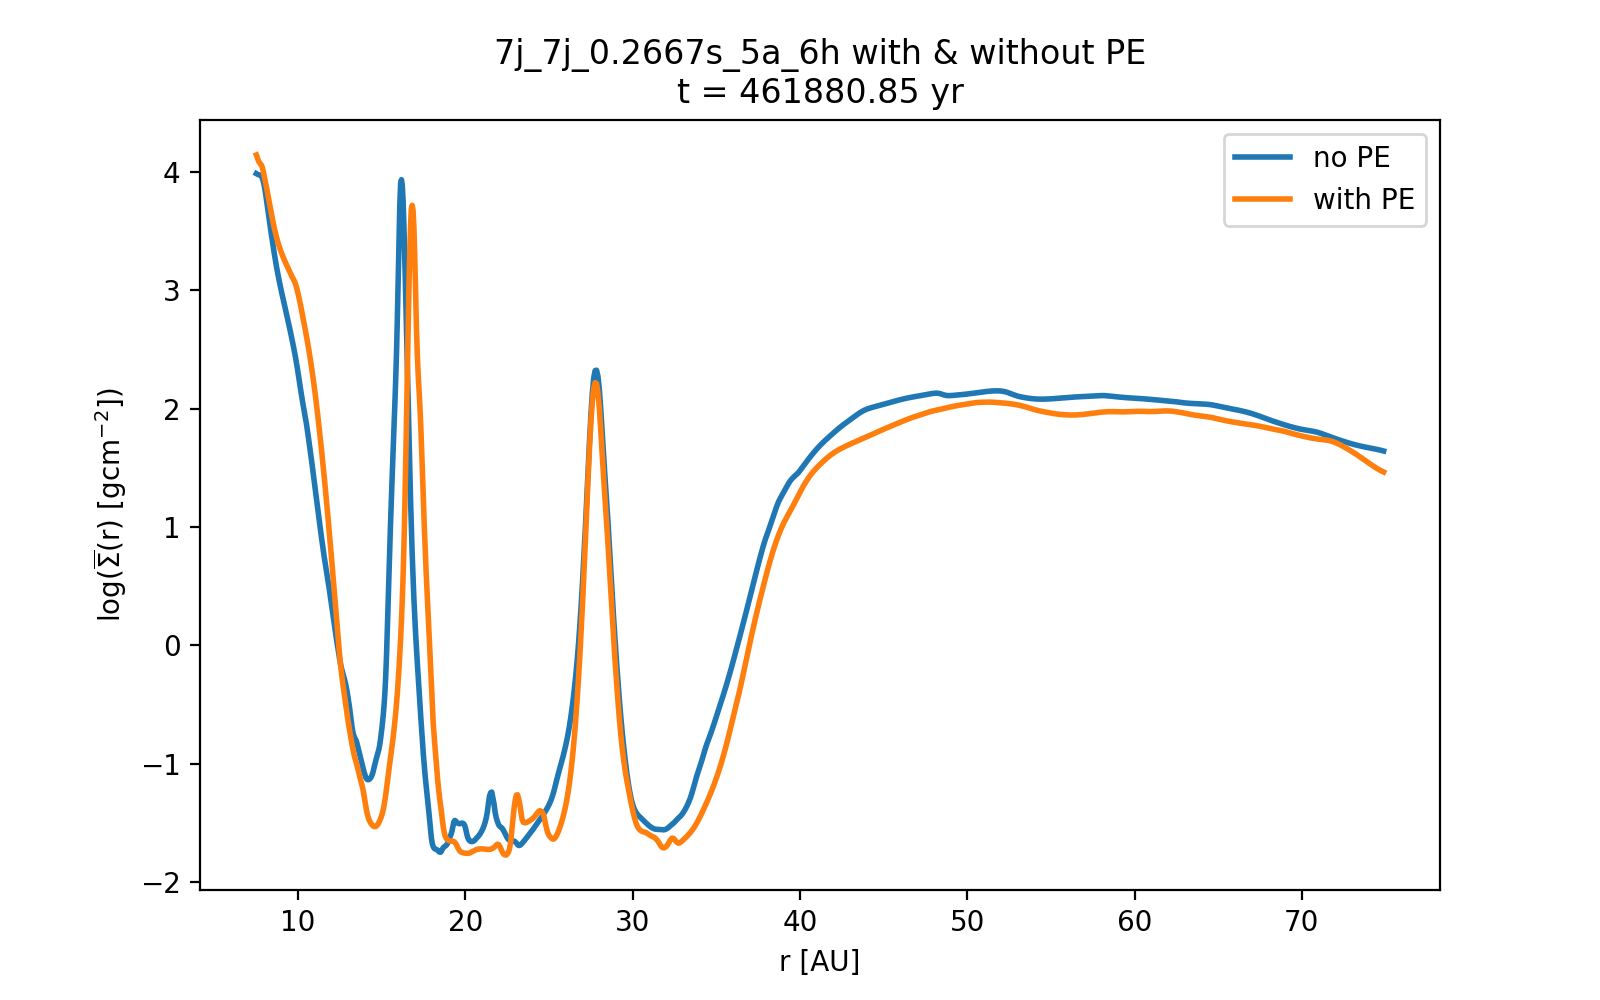 7j_7j_0.2667s_5a_6h with & without PE
t = 461880.85 yr
no PE
with PE
4
3
2
1
0
−1
−2
log(Σ̅(r) [gcm⁻²])
10 20 30 40 50 60 70
r [AU]